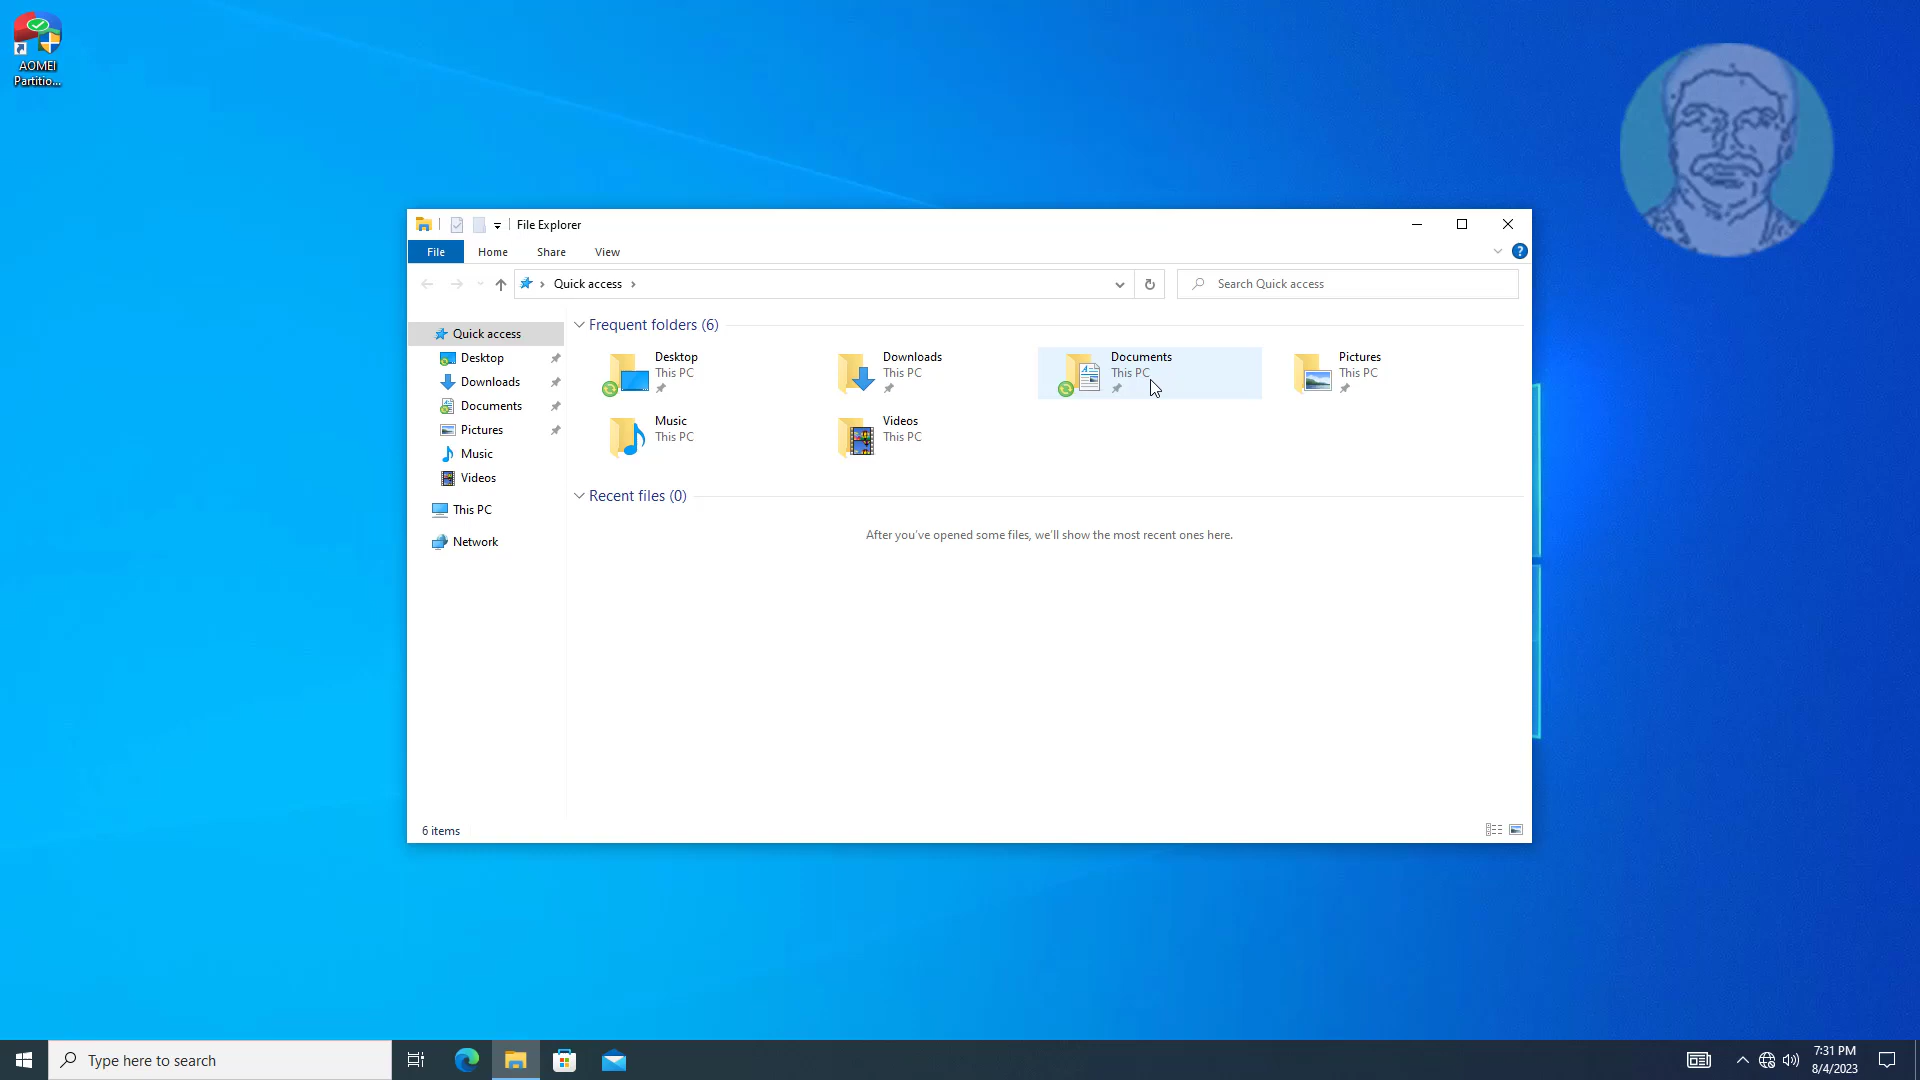 AOMEI
Partitio...
File Explorer
File
Home
Share
View
Quick access
Search Quick access
Quick access
Desktop
Downloads
Documents
Pictures
Music
Videos
This PC
Network
Frequent folders (6)
Desktop
This PC
Downloads
This PC
Documents
This PC
Pictures
This PC
Music
This PC
Videos
This PC
Recent files (0)
After you've opened some files, we'll show the most recent ones here.
6 items
Type here to search
7:31 PM
8/4/2023